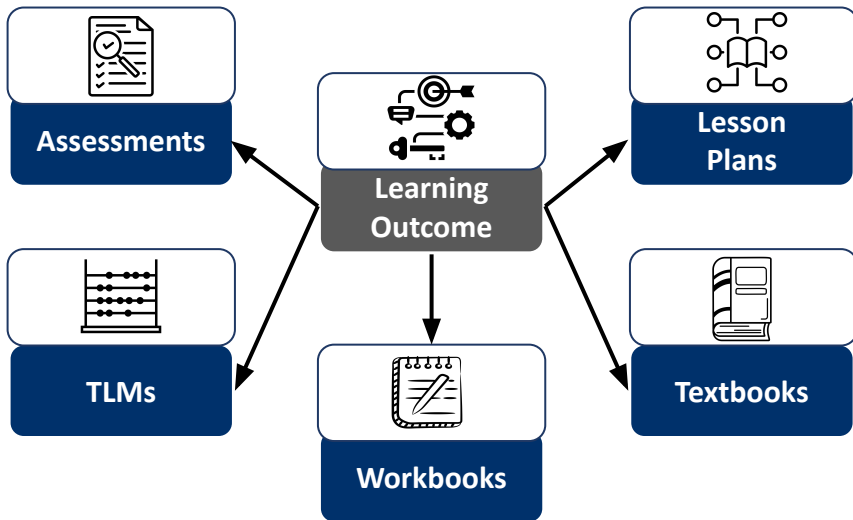 Assessments
Learning
Outcome
Lesson
Plans
TLMs
Workbooks
Textbooks